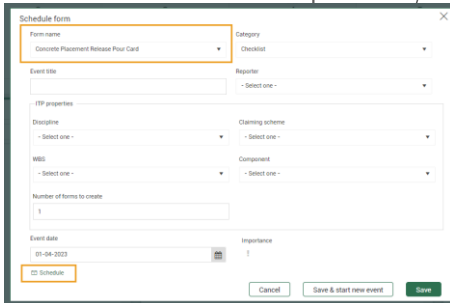 Schedule form
Form name
Category
Concrete Placement Release Pour Card
Checklist
Event title
Reporter
- Select one -
ITP properties
Discipline
Claiming scheme
- Select one -
- Select one -
WBS
Component
- Select one -
- Select one -
Number of forms to create
1
Event date
Importance
01-04-2023
Schedule
Cancel
Save & start new event
Save